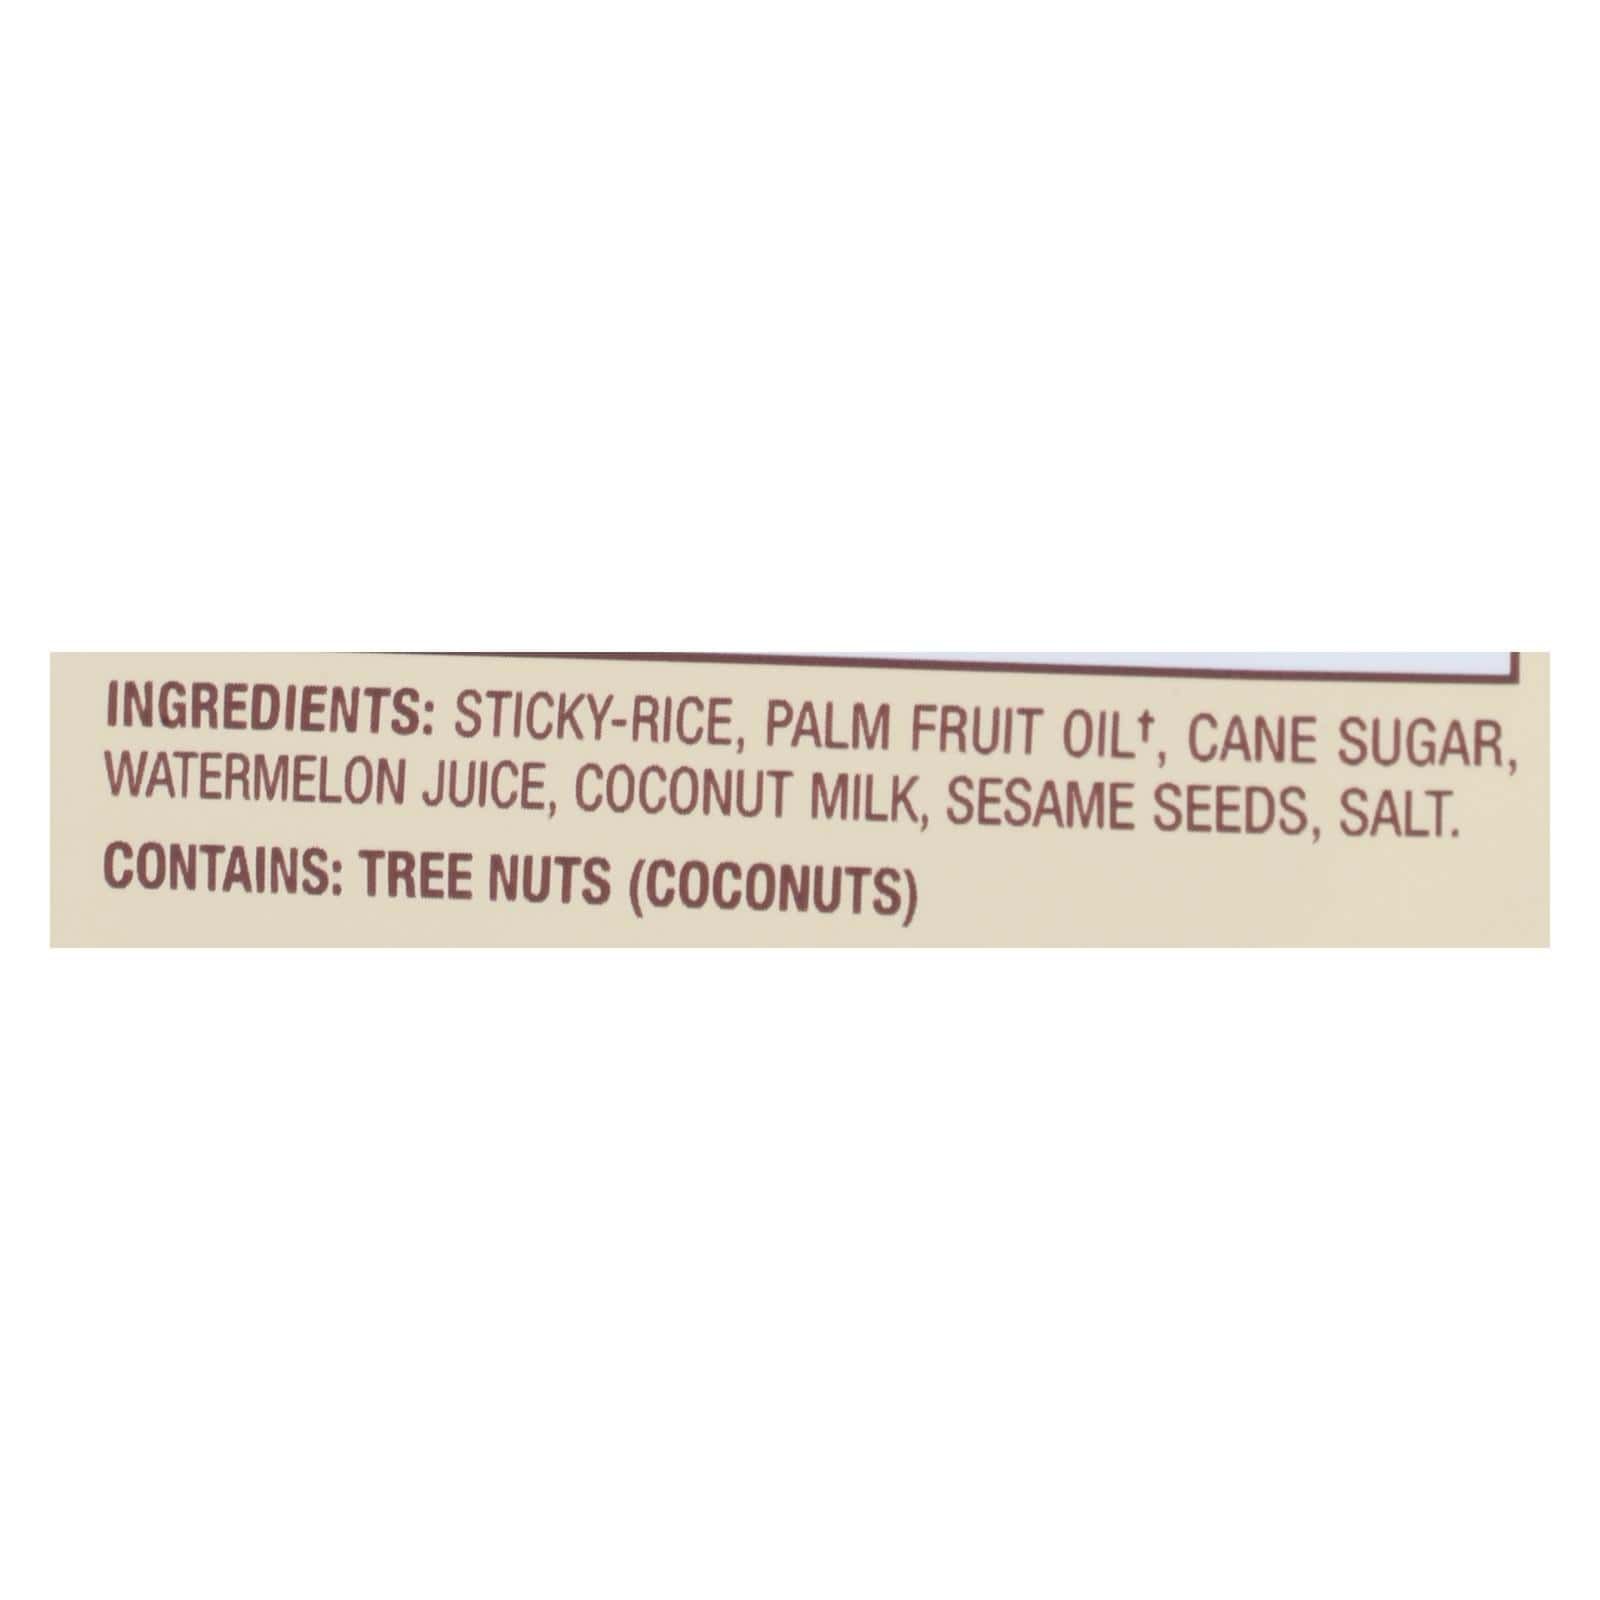 INGREDIENTS: STICKY-RICE, PALM FRUIT OIL†, CANE SUGAR,
WATERMELON JUICE, COCONUT MILK, SESAME SEEDS, SALT.
CONTAINS: TREE NUTS (COCONUTS)